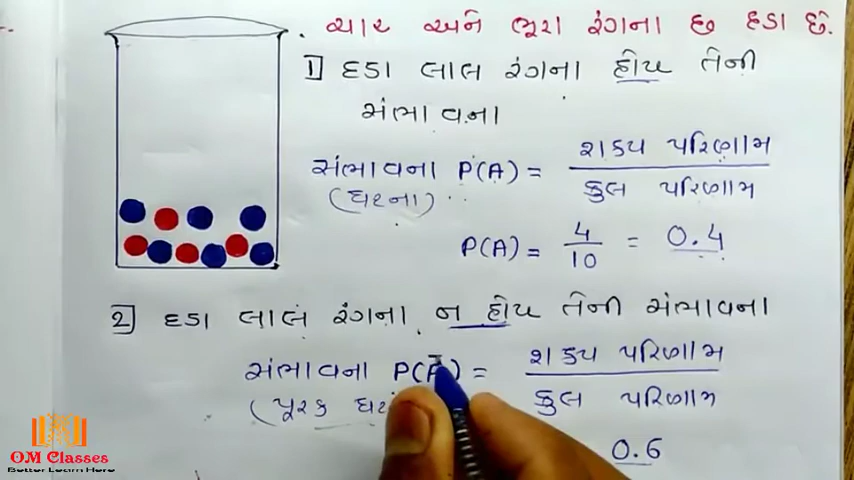 ચાર અને ભૂરા રંગના છ દડા છે.
1] દડા લાલ રંગના હોય તેની
સંભાવના
સંભાવના P(A) = શક્ય પરિણામ / કુલ પરિણામ
(ઘટના)
P(A) = 4/10 = 0.4
2] દડા લાલ રંગના ન હોય તેની સંભાવના
સંભાવના P(Ā) = શક્ય પરિણામ / કુલ પરિણામ
(પૂરક
0.6
OM Classes
Better Learn Here